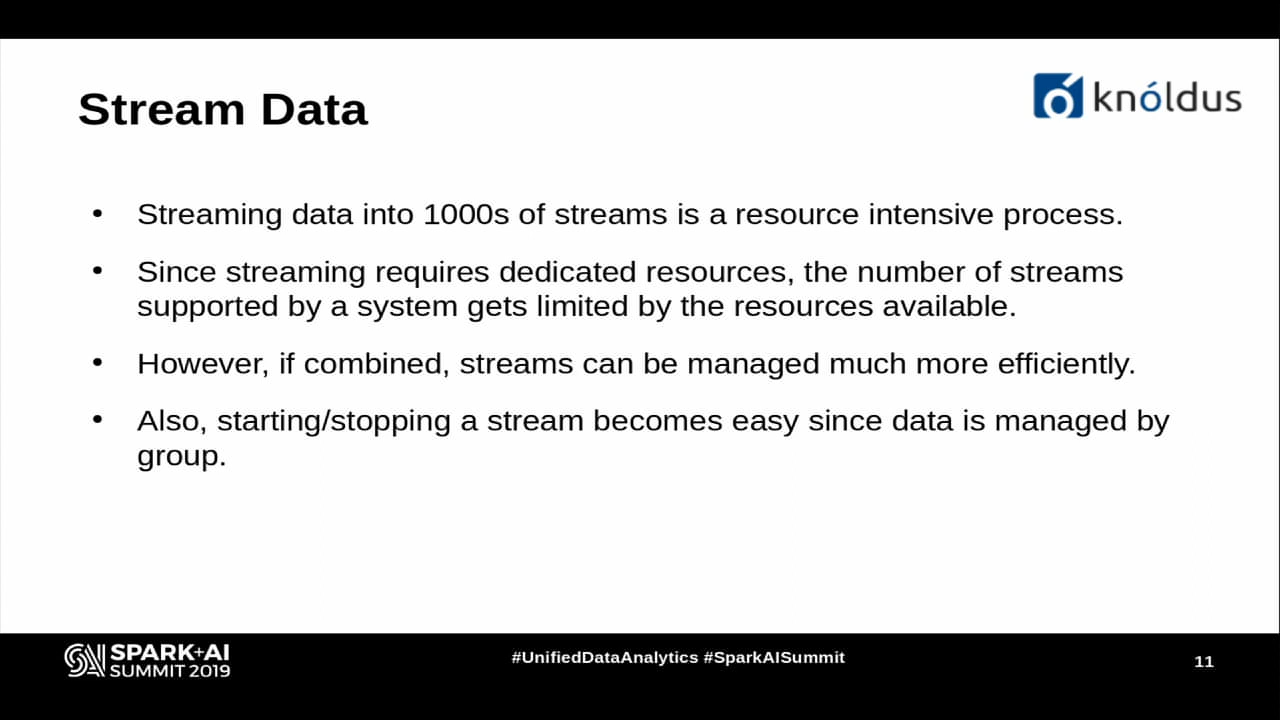 Stream Data
knóldus
• Streaming data into 1000s of streams is a resource intensive process.
• Since streaming requires dedicated resources, the number of streams
supported by a system gets limited by the resources available.
• However, if combined, streams can be managed much more efficiently.
• Also, starting/stopping a stream becomes easy since data is managed by
group.
SPARK+AI
SUMMIT 2019
#UnifiedDataAnalytics #SparkAISummit
11